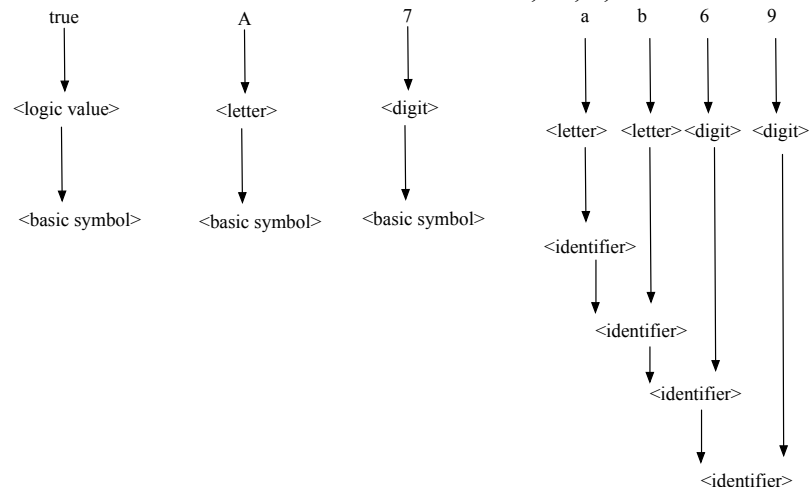 true A 7 a b 6 9
<logic value> <letter> <digit>
<letter> <letter> <digit> <digit>
<basic symbol> <basic symbol> <basic symbol>
<identifier>
<identifier>
<identifier>
<identifier>